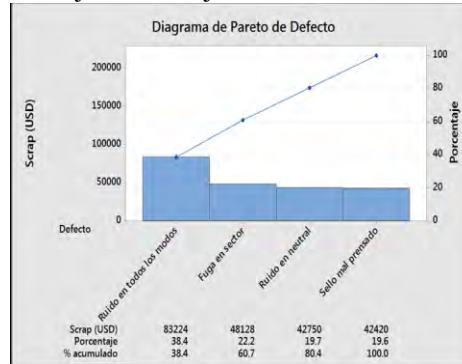 Diagrama de Pareto de Defecto
200000
150000
100000
50000
0
Scrap (USD)
100
80
60
40
20
0
Porcentaje
Defecto
Ruido en todos los modos
Fuga en sector
Ruido en neutral
Sello mal prensado
Scrap (USD) 83224 48128 42750 42420
Porcentaje 38.4 22.2 19.7 19.6
% acumulado 38.4 60.7 80.4 100.0